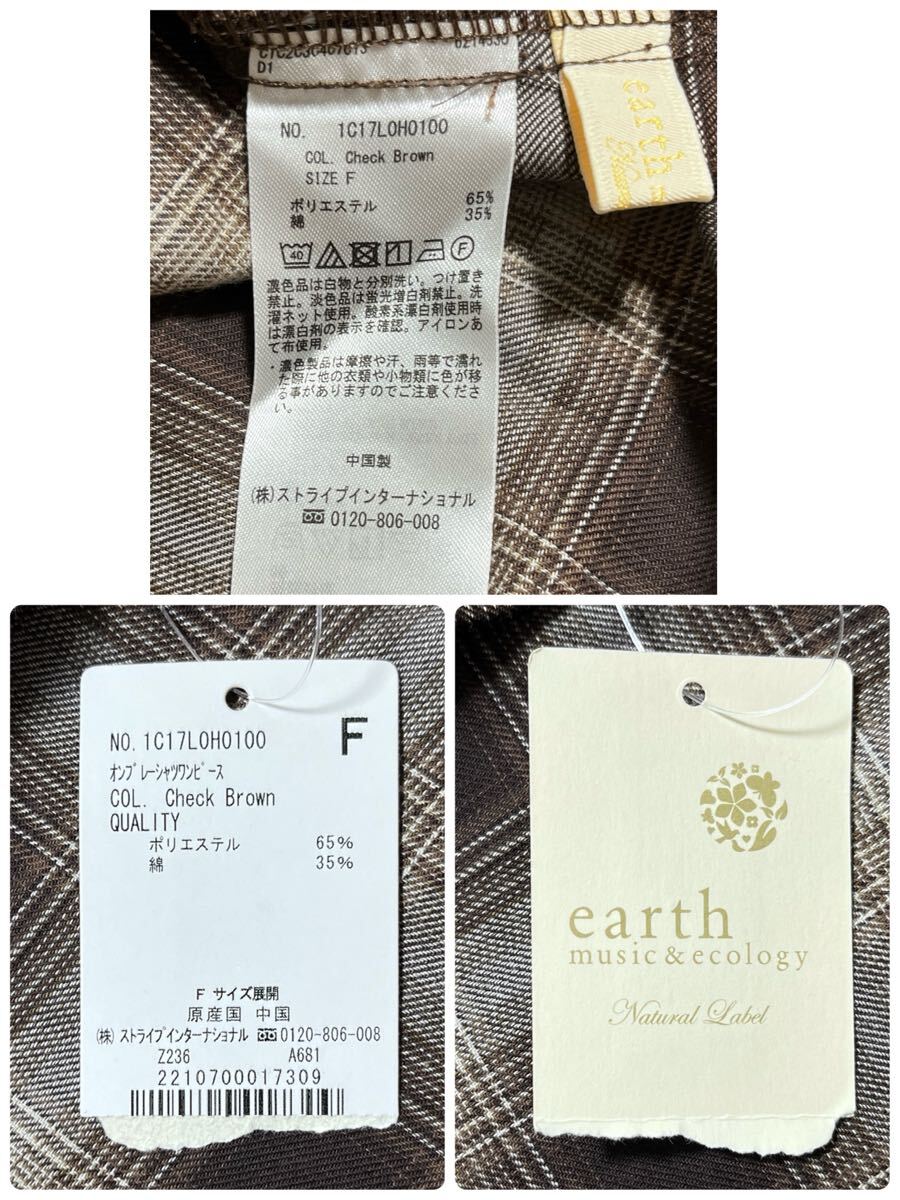 D1
NO. 1C17L0H0100
COL. Check Brown
SIZE F
ポリエステル 65%
綿 35%
40
F
濃色品は白物と分別洗い。つけ置き
禁止。淡色品は蛍光増白剤禁止。洗
濯ネット使用。酸素系漂白剤使用時
は漂白剤の表示を確認。アイロンあ
て布使用。
・濃色製品は摩擦や汗、雨等で濡れ
た際に他の衣類や小物類に色が移
る事がありますのでご注意くださ
い。
中国製
(株)ストライプインターナショナル
0120-806-008
earth
NO. 1C17L0H0100
F
オンブレーシャツワンピース
COL. Check Brown
QUALITY
ポリエステル 65%
綿 35%
F サイズ展開
原産国 中国
(株) ストライプインターナショナル 0120-806-008
Z236 A681
2210700017309
earth
music & ecology
Natural Label